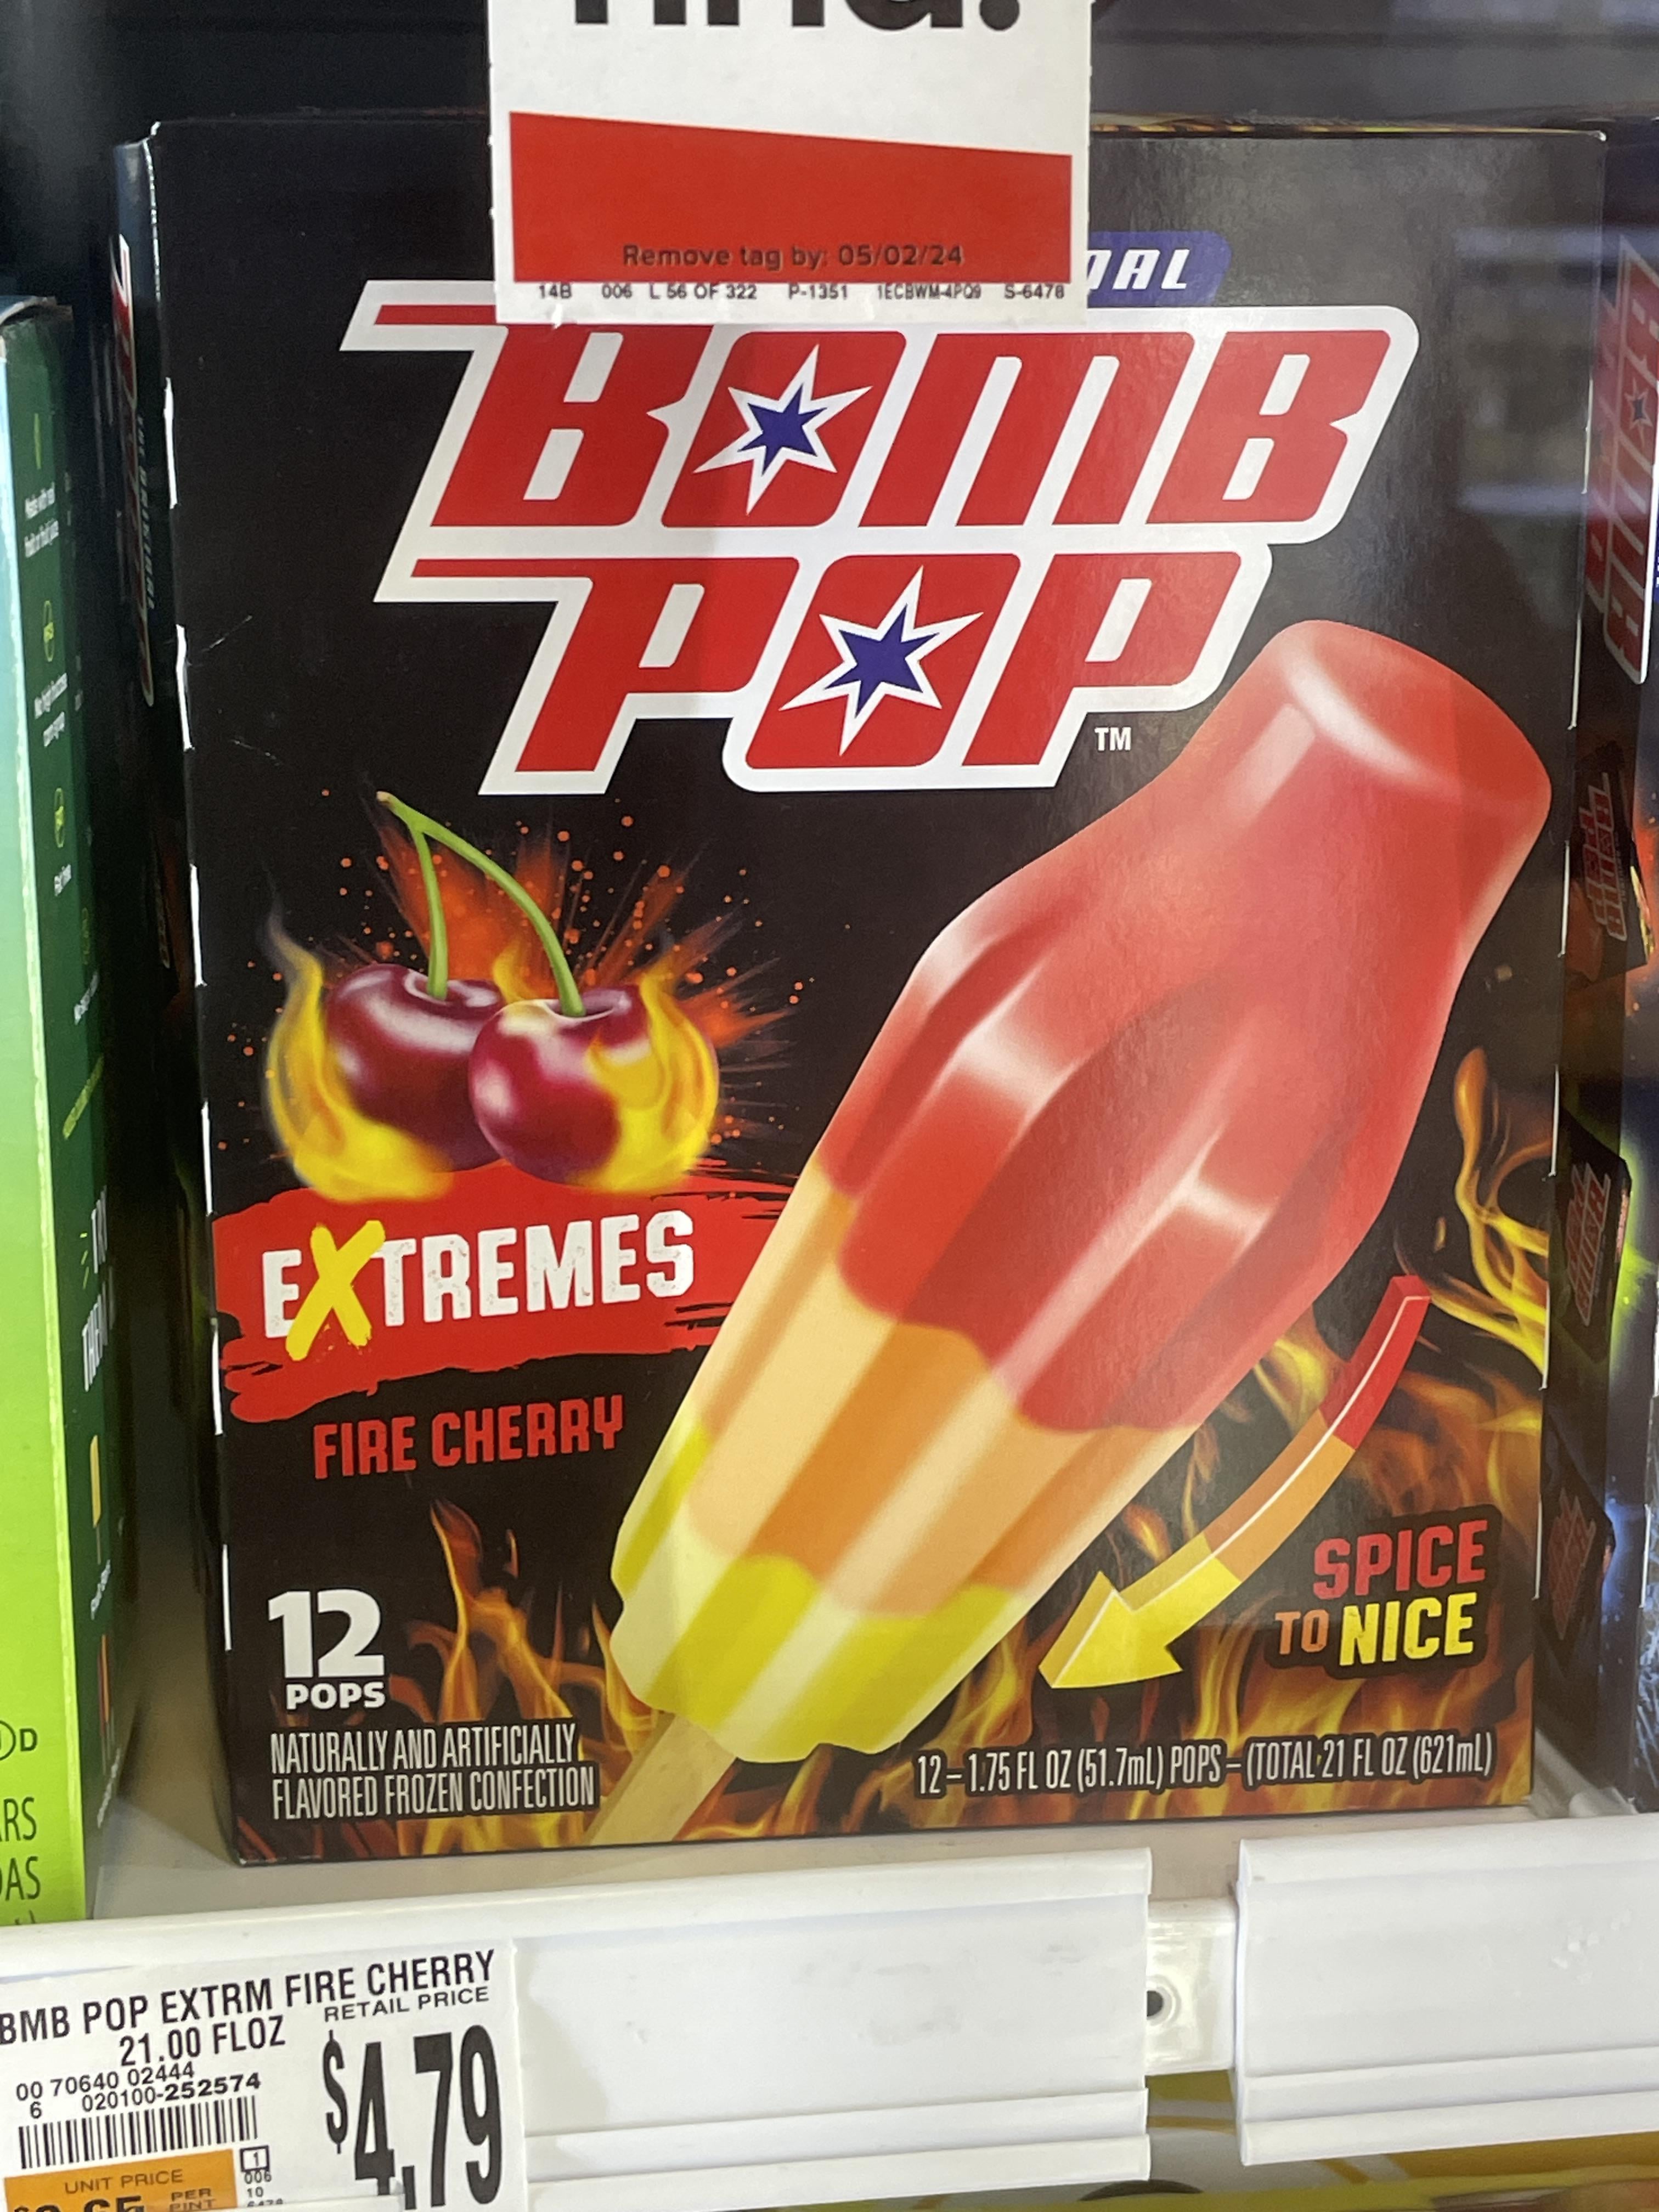 Remove tag by: 05/02/24
14B 006 L 56 OF 322 P-1351 1ECBWM-4PQ9 S-6478
BOMB
POP
TM
EXTREMES
FIRE CHERRY
SPICE
TO NICE
12
POPS
NATURALLY AND ARTIFICIALLY
FLAVORED FROZEN CONFECTION
12–1.75 FL OZ (51.7mL) POPS – (TOTAL 21 FL OZ (621mL)
BMB POP EXTRM FIRE CHERRY
21.00 FLOZ
RETAIL PRICE
$4.79
00 70640 02444
6 020100-252574
1
006
10
UNIT PRICE
PER
PINT